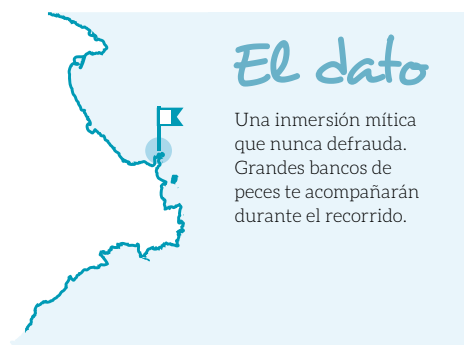 El dato
Una inmersión mítica
que nunca defrauda.
Grandes bancos de
peces te acompañarán
durante el recorrido.